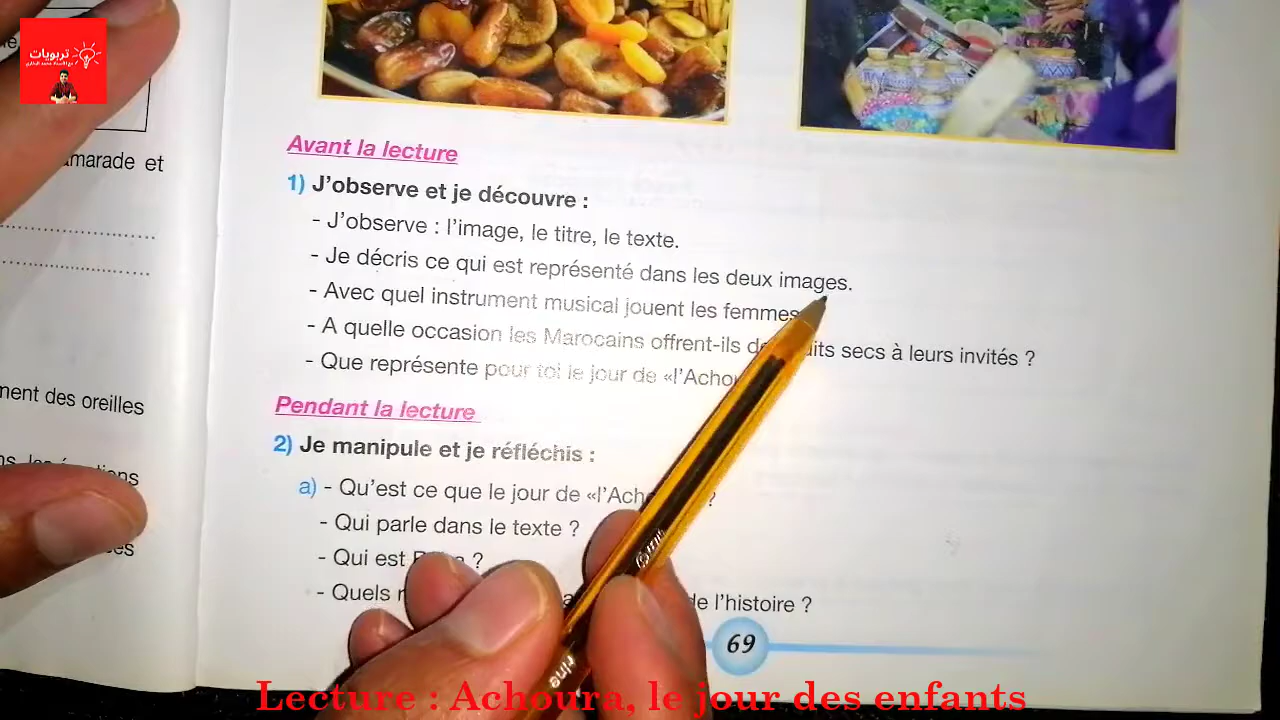 تربويات
amarade et
ment des oreilles
Avant la lecture
1) J'observe et je découvre :
- J'observe : l'image, le titre, le texte.
- Je décris ce qui est représenté dans les deux images.
- Avec quel instrument musical jouent les femmes
- A quelle occasion les Marocains offrent-ils secs à leurs invités ?
- Que représente pour toi le jour de «l'Achou
Pendant la lecture
2) Je manipule et je réfléchis :
a) - Qu'est ce que le jour de «l'Ach ?
- Qui parle dans le texte ?
- Qui est ?
- Quels de l'histoire ?
69
Lecture : Achoura, le jour des enfants